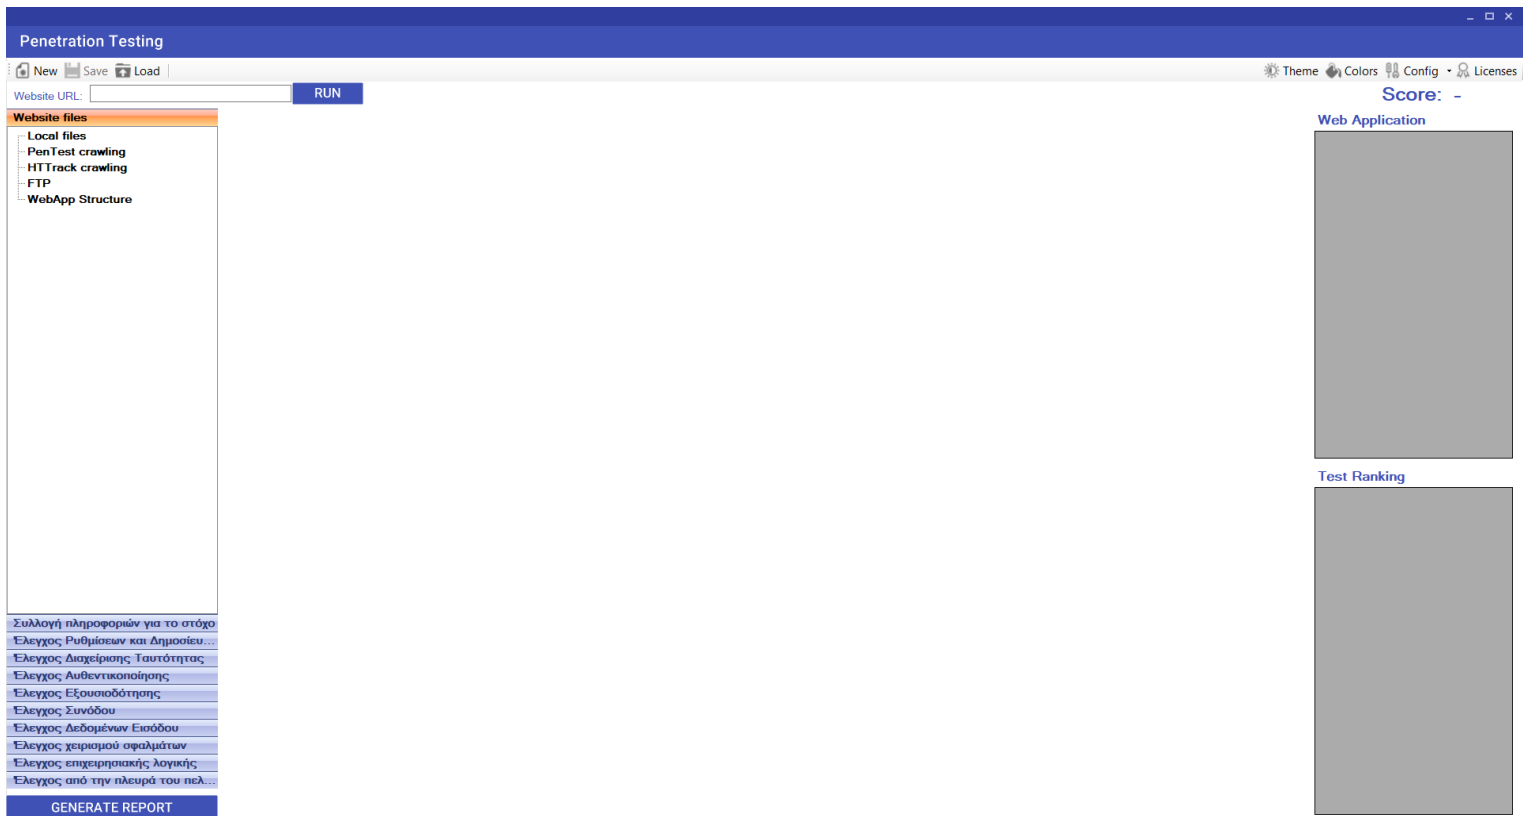 Penetration Testing
New Save Load Theme Colors Config Licenses
Website URL: RUN Score: -
Website files
Local files
PenTest crawling
HTTrack crawling
FTP
WebApp Structure
Web Application
Test Ranking
Συλλογή πληροφοριών για το στόχο
Έλεγχος Ρυθμίσεων και Δημοσίευ...
Έλεγχος Διαχείρισης Ταυτότητας
Έλεγχος Αυθεντικοποίησης
Έλεγχος Εξουσιοδότησης
Έλεγχος Συνόδου
Έλεγχος Δεδομένων Εισόδου
Έλεγχος χειρισμού σφαλμάτων
Έλεγχος επιχειρησιακής λογικής
Έλεγχος από την πλευρά του πελ...
GENERATE REPORT